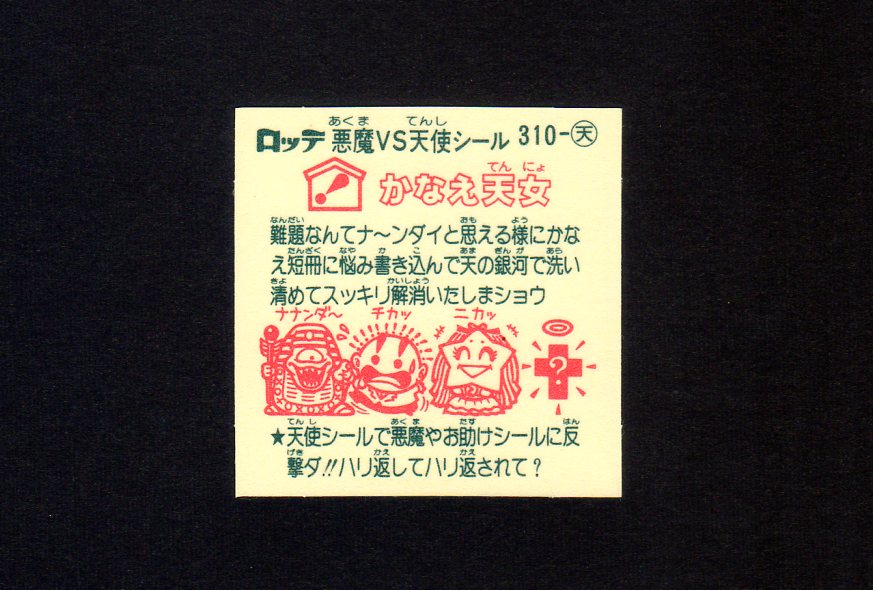 ロッテ 悪魔VS天使シール 310-天
あくま てんし
かなえ天女
てん にょ
難題なんてナ〜ンダイと思える様にかな
なんだい おも よう
え短冊に悩み書き込んで天の銀河で洗い
たんざく なや か こ あま ぎんが あら
清めてスッキリ解消いたしまショウ
きよ かいしょう
ナナンダ〜 チカッ ニカッ
?
★天使シールで悪魔やお助けシールに反
てんし あくま たす はん
撃ダ!!ハリ返してハリ返されて?
げき かえ かえ